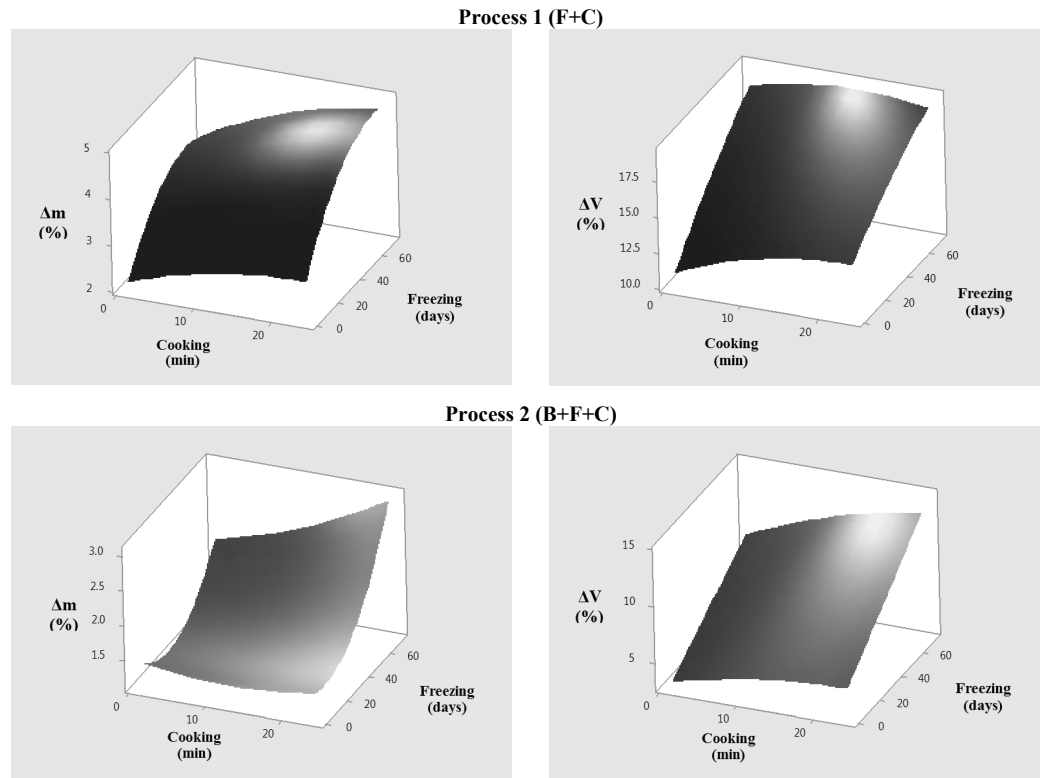 Process 1 (F+C)
5
4
3
2
Δm
(%)
0
10
20
Cooking
(min)
0
20
40
60
Freezing
(days)
17.5
15.0
12.5
10.0
ΔV
(%)
0
10
20
Cooking
(min)
0
20
40
60
Freezing
(days)
Process 2 (B+F+C)
3.0
2.5
2.0
1.5
Δm
(%)
0
10
20
Cooking
(min)
0
20
40
60
Freezing
(days)
15
10
5
ΔV
(%)
0
10
20
Cooking
(min)
0
20
40
60
Freezing
(days)